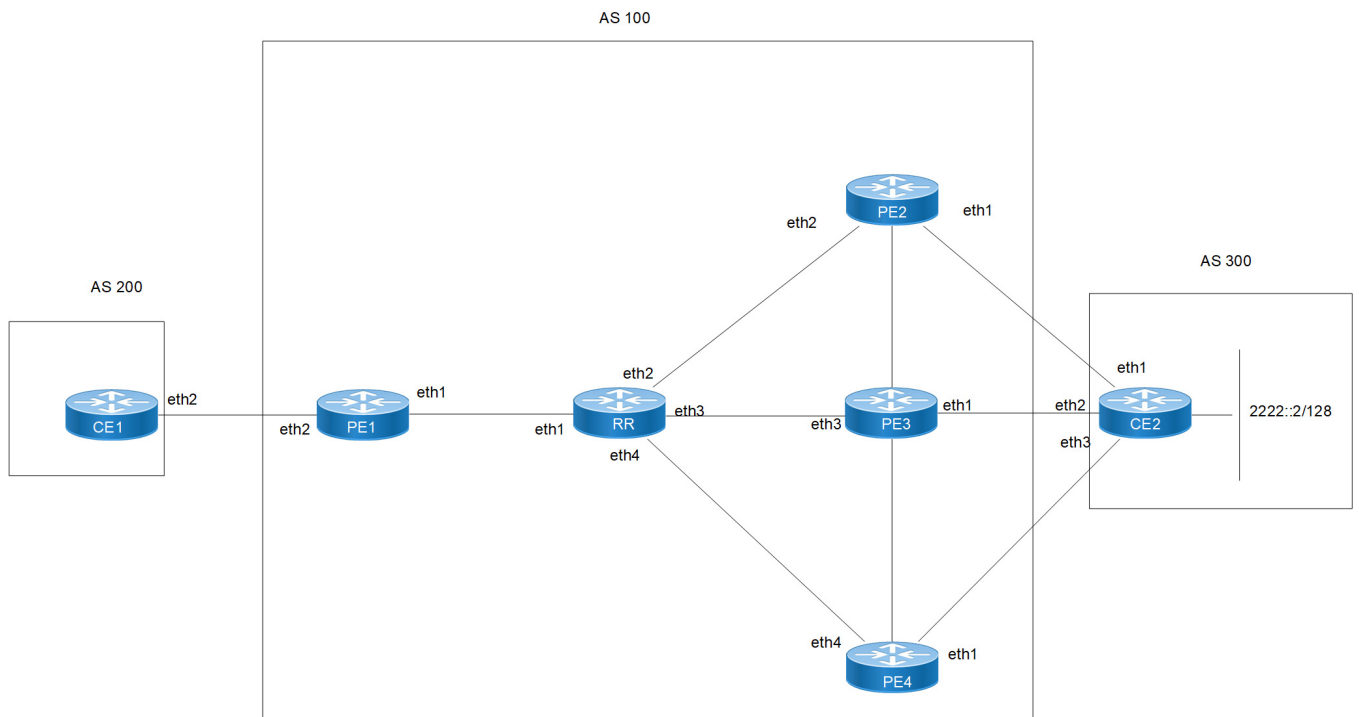 AS 100
PE2
eth2
eth1
AS 300
AS 200
eth2
eth1
eth2
CE1
eth2
PE1
eth1
eth1
RR
eth3
eth4
eth3
PE3
eth1
eth2
CE2
eth3
2222::2/128
eth4
PE4
eth1